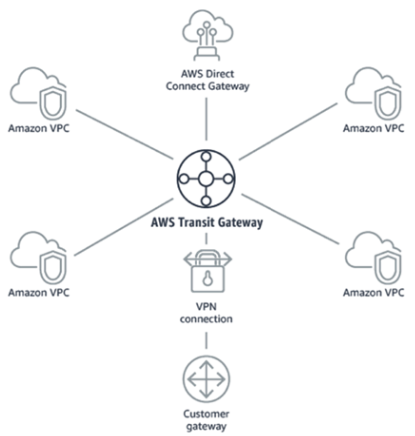 AWS Direct
Connect Gateway
Amazon VPC
Amazon VPC
AWS Transit Gateway
Amazon VPC
Amazon VPC
VPN
connection
Customer
gateway